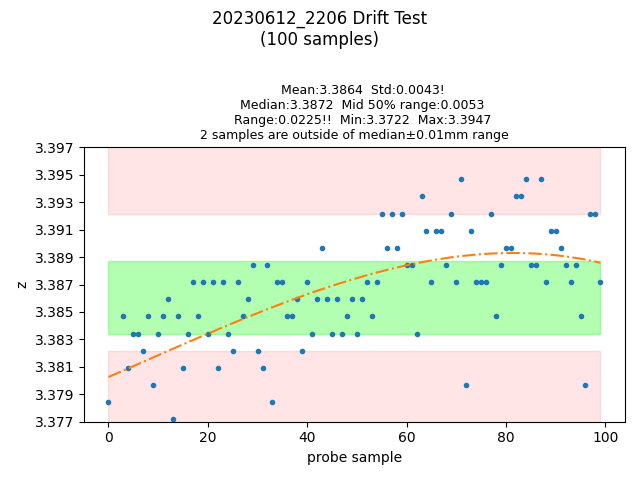 20230612_2206 Drift Test
(100 samples)
Mean:3.3864 Std:0.0043!
Median:3.3872 Mid 50% range:0.0053
Range:0.0225!! Min:3.3722 Max:3.3947
2 samples are outside of median±0.01mm range
3.397
3.395
3.393
3.391
3.389
3.387
3.385
3.383
3.381
3.379
3.377
z
0 20 40 60 80 100
probe sample